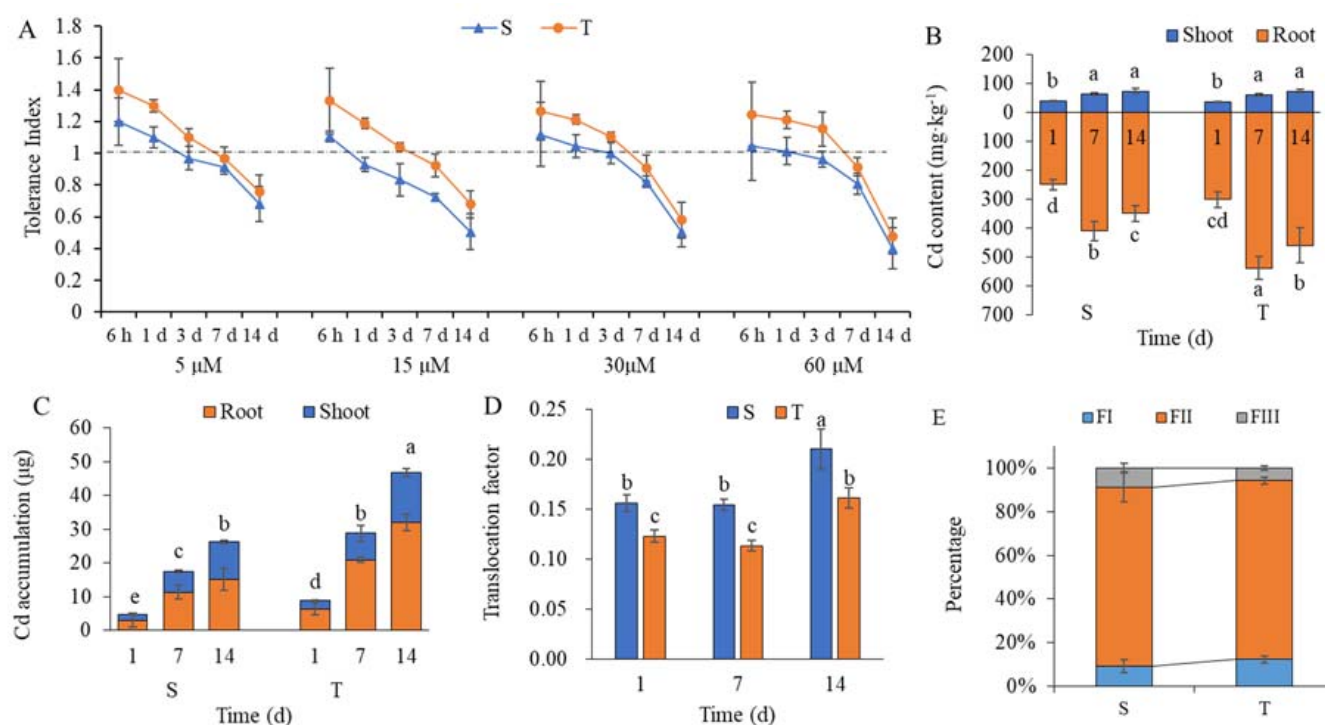 A
S T
Tolerance Index
1.8
1.6
1.4
1.2
1
0.8
0.6
0.4
0.2
0
6 h 1 d 3 d 7 d 14 d 6 h 1 d 3 d 7 d 14 d 6 h 1 d 3 d 7 d 14 d 6 h 1 d 3 d 7 d 14 d
5 μM 15 μM 30μM 60 μM
B
Shoot Root
Cd content (mg·kg-1)
200
100
0
100
200
300
400
500
600
700
b a a b a a
1 7 14 1 7 14
d b c cd a b
S T
Time (d)
C
Root Shoot
Cd accumulation (μg)
60
50
40
30
20
10
0
e c b d b a
1 7 14 1 7 14
S T
Time (d)
D
S T
Translocation factor
0.25
0.20
0.15
0.10
0.05
0.00
b c b c a b
1 7 14
Time (d)
E
FI FII FIII
Percentage
100%
80%
60%
40%
20%
0%
S T